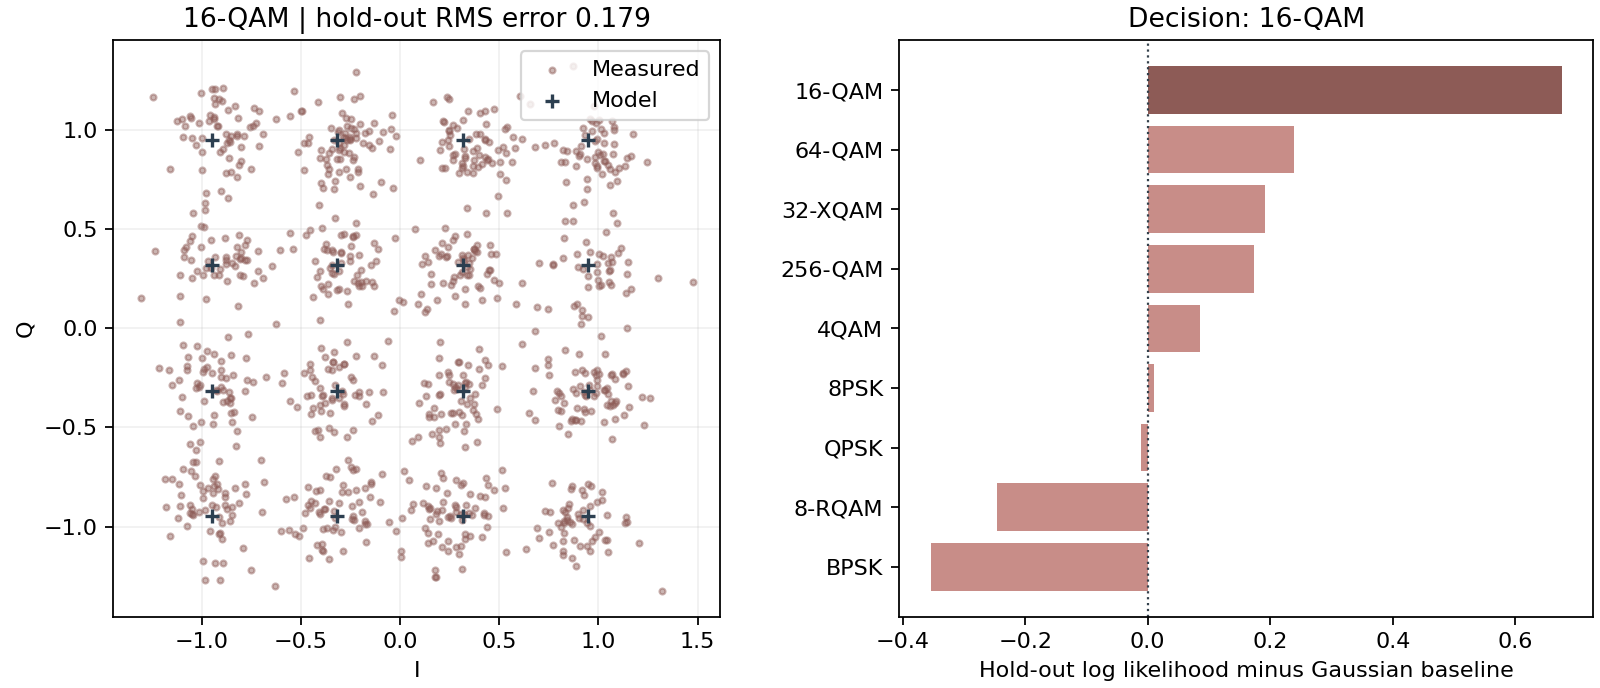 16-QAM | hold-out RMS error 0.179
Measured
Model
1.0
0.5
0.0
−0.5
−1.0
Q
−1.0
−0.5
0.0
0.5
1.0
1.5
I
Decision: 16-QAM
16-QAM
64-QAM
32-XQAM
256-QAM
4QAM
8PSK
QPSK
8-RQAM
BPSK
−0.4
−0.2
0.0
0.2
0.4
0.6
Hold-out log likelihood minus Gaussian baseline